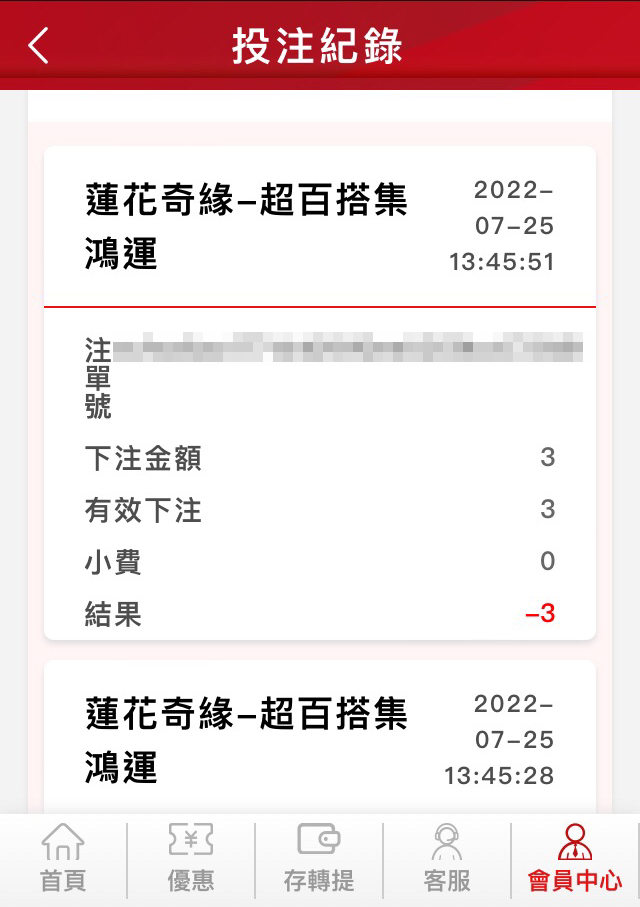 投注紀錄
蓮花奇緣–超百搭集
鴻運
2022–
07–25
13:45:51
注
單
號
下注金額 3
有效下注 3
小費 0
結果 –3
蓮花奇緣–超百搭集
鴻運
2022–
07–25
13:45:28
首頁 優惠 存轉提 客服 會員中心